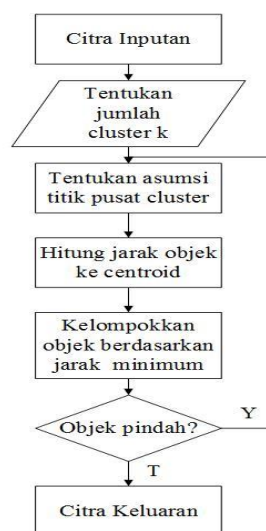 Citra Inputan
Tentukan
jumlah
cluster k
Tentukan asumsi
titik pusat cluster
Hitung jarak objek
ke centroid
Kelompokkan
objek berdasarkan
jarak minimum
Objek pindah?
Y
T
Citra Keluaran